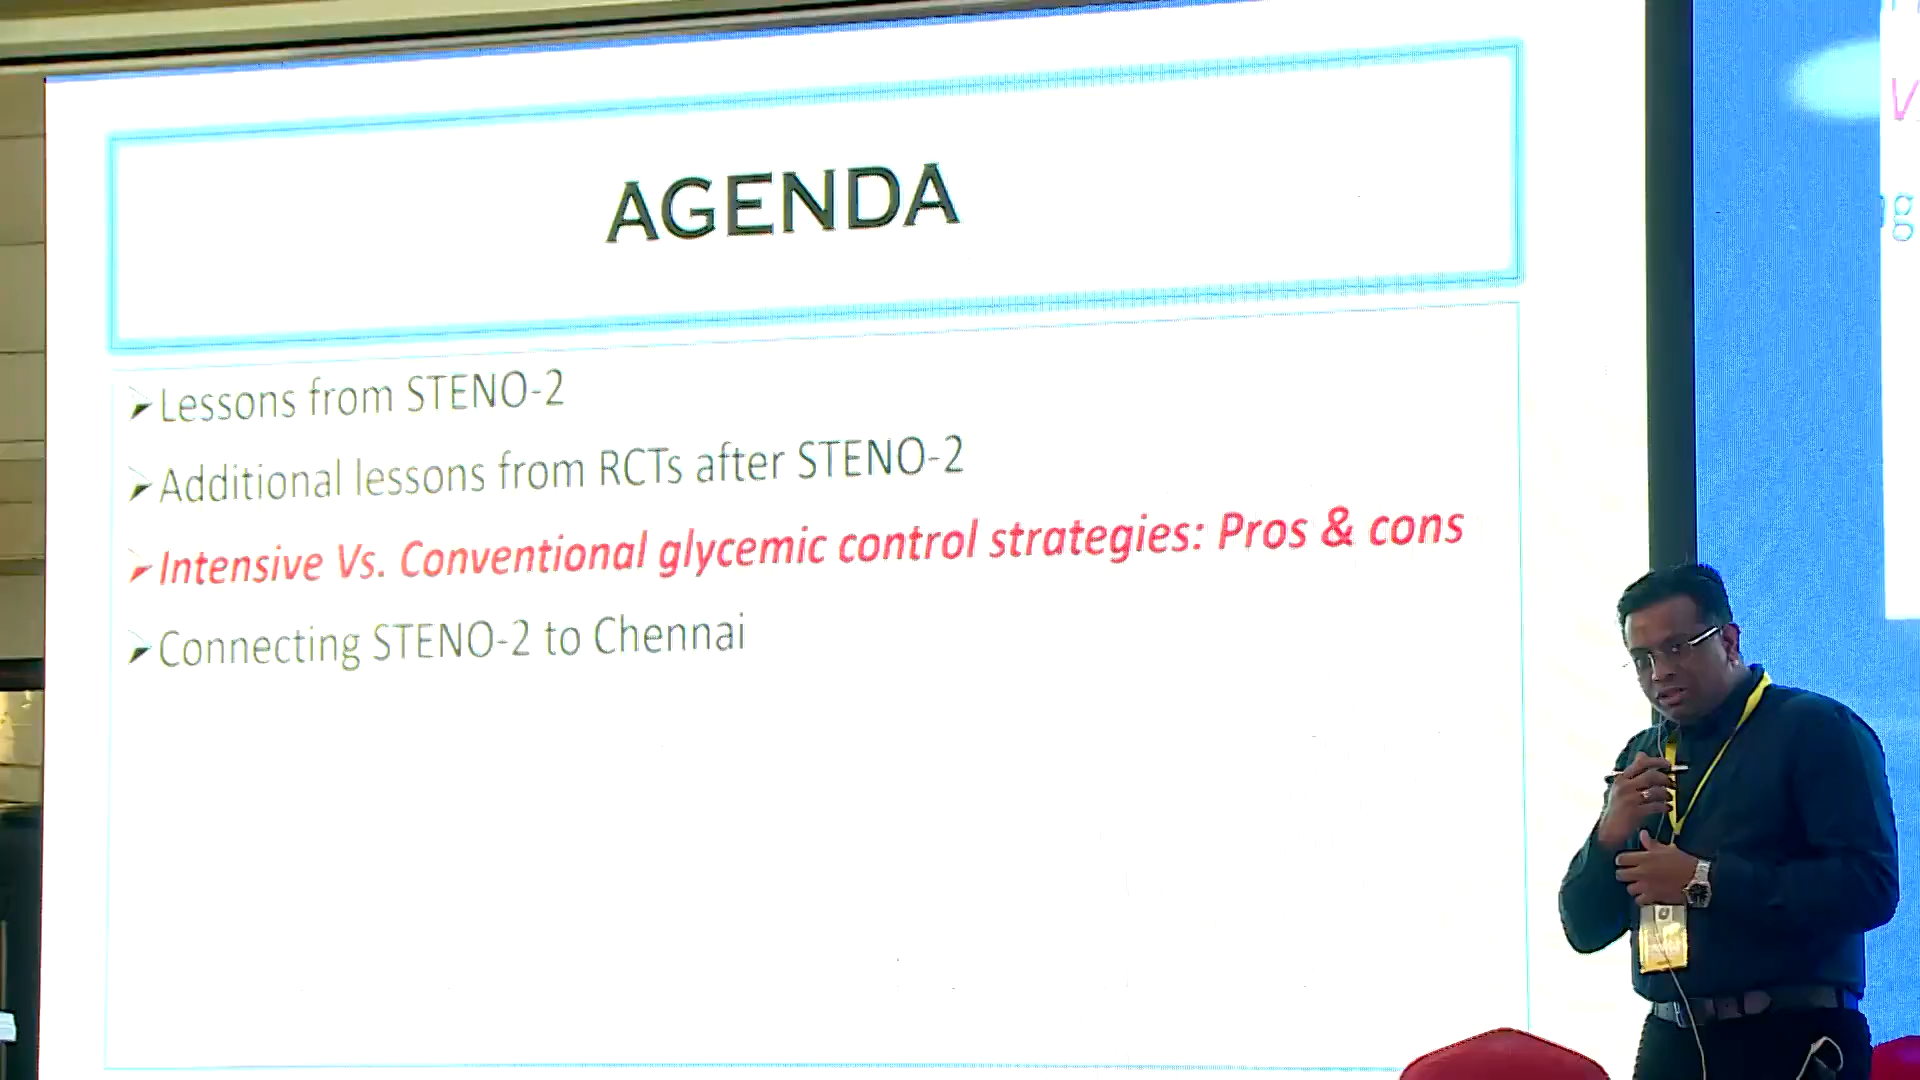 AGENDA
Lessons from STENO-2
Additional lessons from RCTs after STENO-2
Intensive Vs. Conventional glycemic control strategies: Pros & cons
Connecting STENO-2 to Chennai